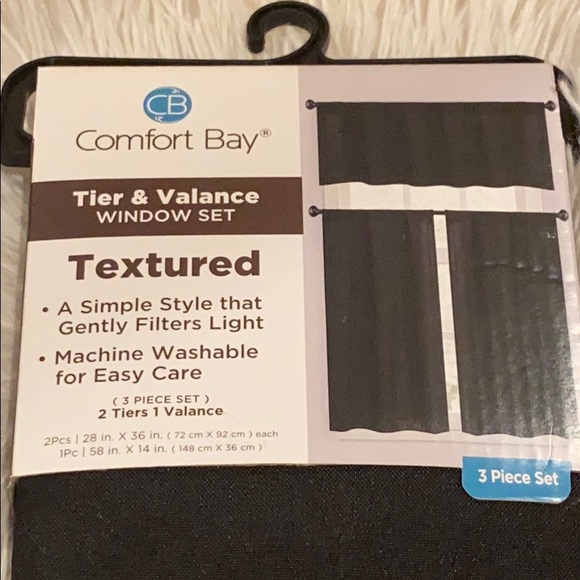 CB
Comfort Bay®
Tier & Valance
WINDOW SET
Textured
• A Simple Style that
Gently Filters Light
• Machine Washable
for Easy Care
( 3 PIECE SET )
2 Tiers 1 Valance
2Pcs | 28 in. X 36 in. ( 72 cm X 92 cm ) each
1Pc | 58 in. X 14 in. ( 148 cm X 36 cm )
3 Piece Set